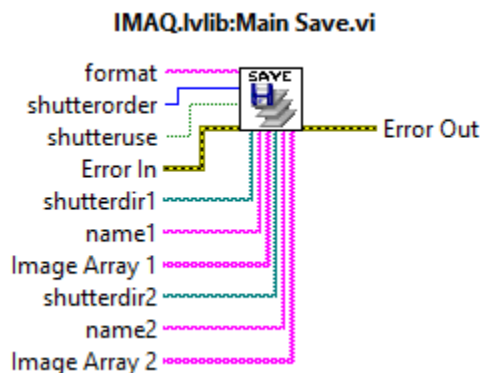 IMAQ.lvlib:Main Save.vi
format
SAVE
shutterorder
shutteruse
Error Out
Error In
shutterdir1
name1
Image Array 1
shutterdir2
name2
Image Array 2